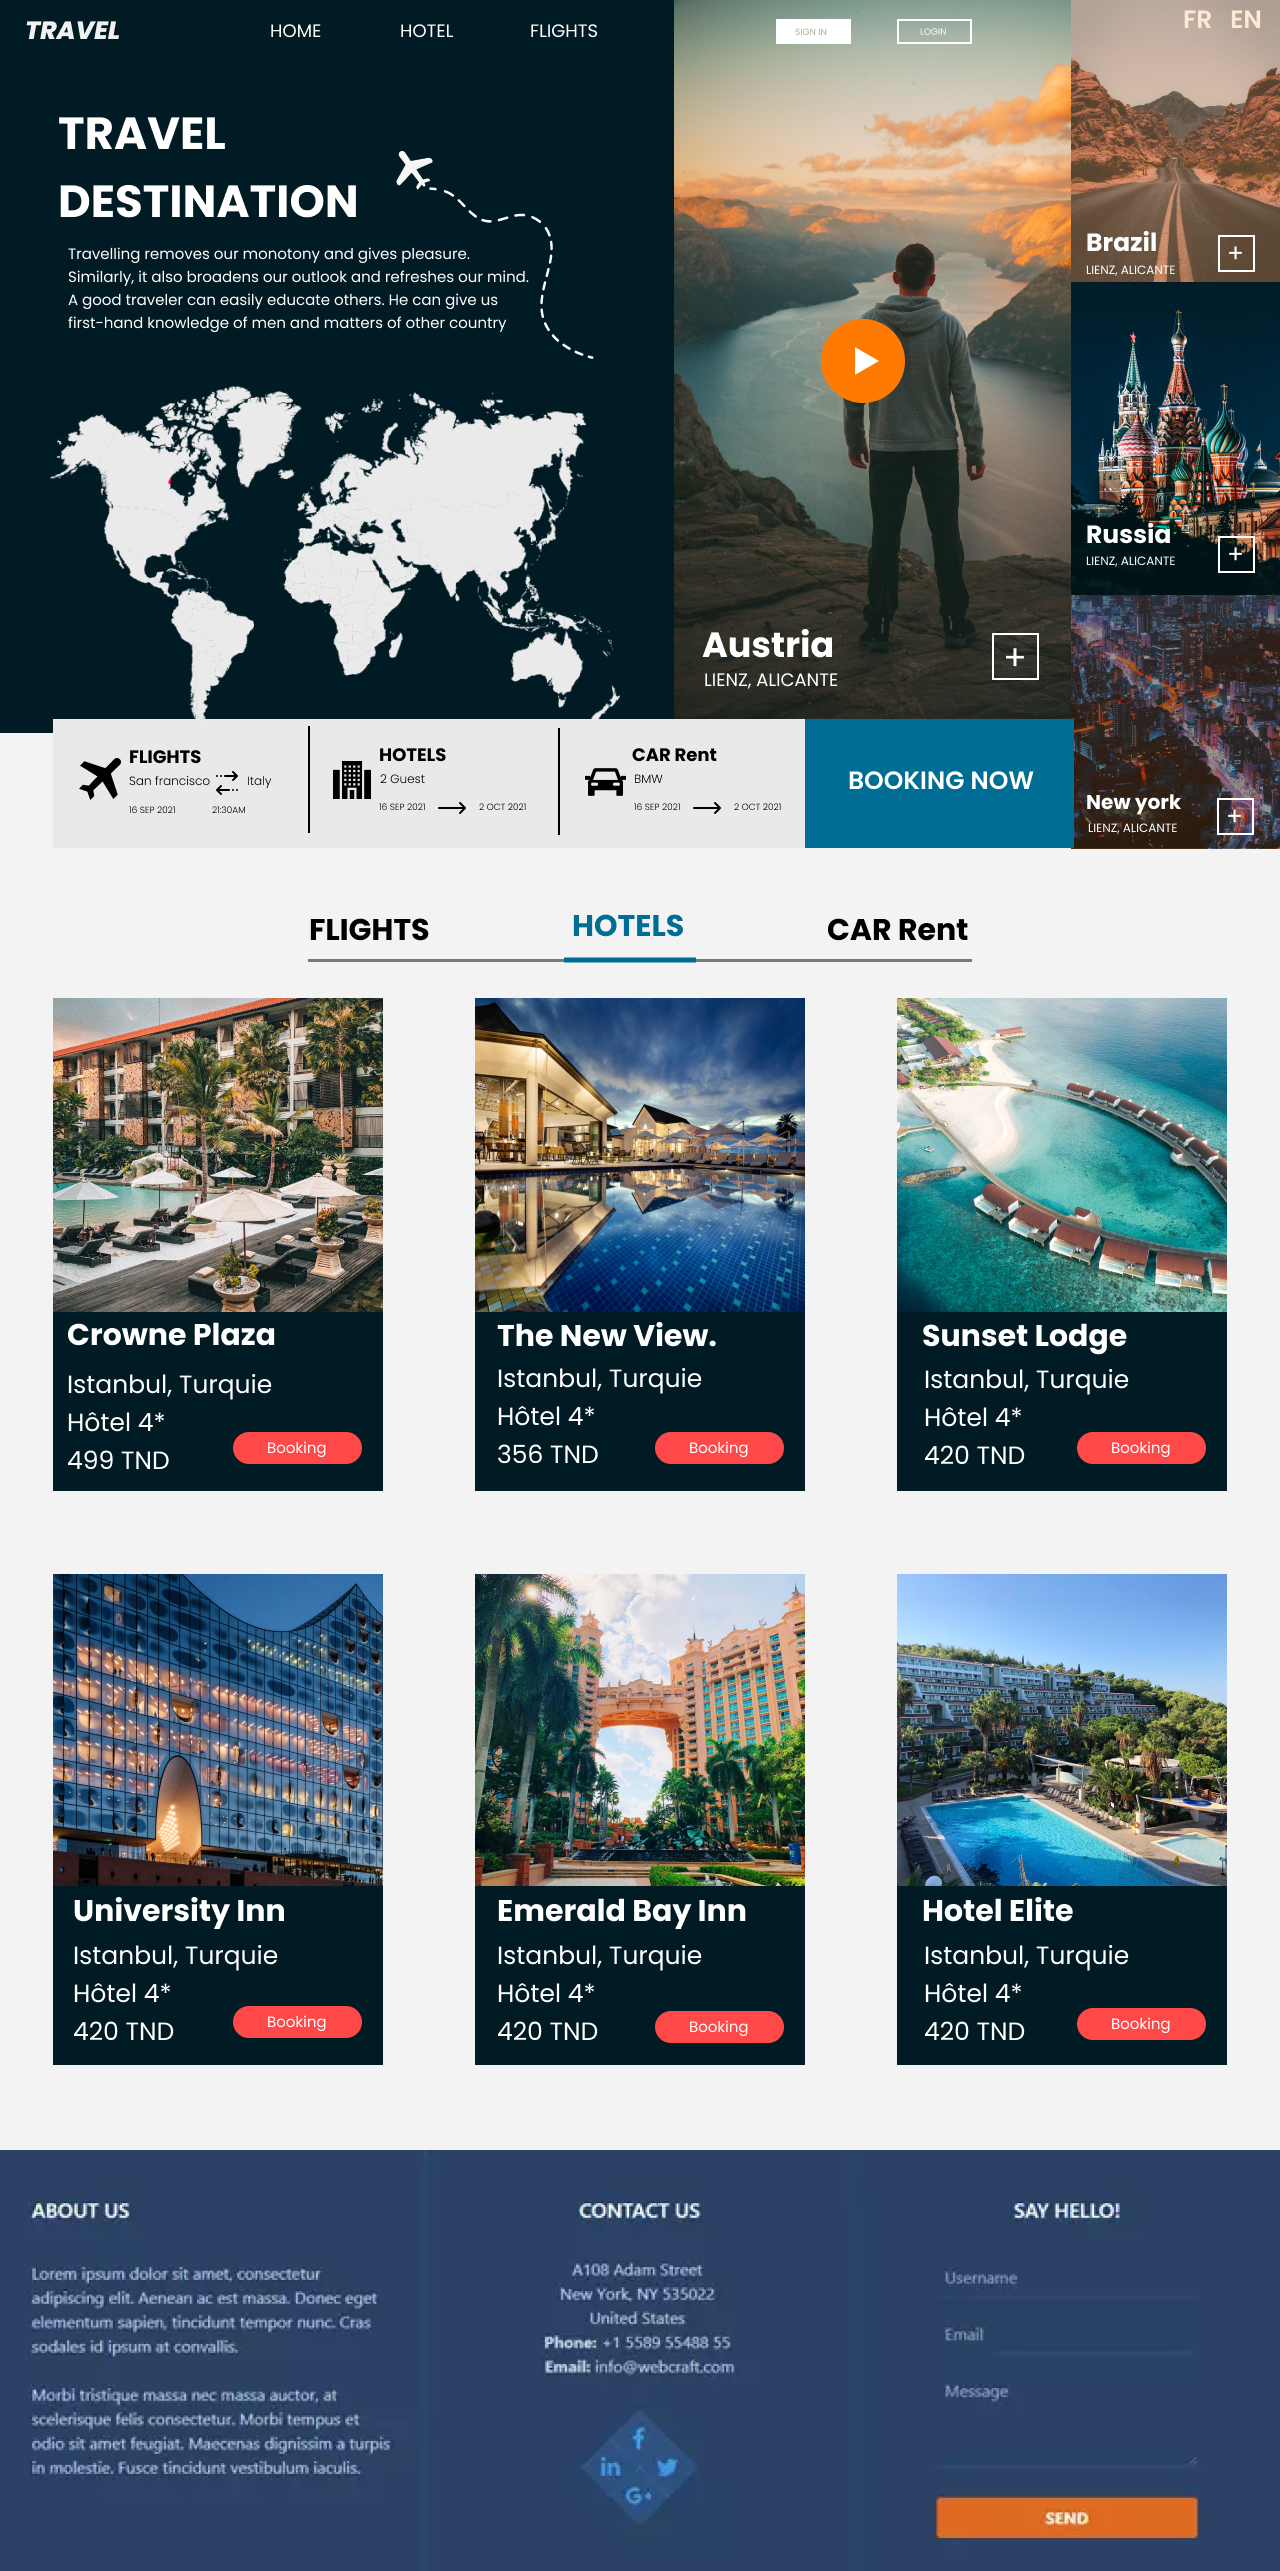 TRAVEL
HOME
HOTEL
FLIGHTS
SIGN IN
LOGIN
FR EN
TRAVEL
DESTINATION
Travelling removes our monotony and gives pleasure.
Similarly, it also broadens our outlook and refreshes our mind.
A good traveler can easily educate others. He can give us
first-hand knowledge of men and matters of other country
Austria
LIENZ, ALICANTE
Brazil
LIENZ, ALICANTE
Russia
LIENZ, ALICANTE
New york
LIENZ, ALICANTE
FLIGHTS
San francisco Italy
16 SEP 2021 21:30AM
HOTELS
2 Guest
16 SEP 2021 2 OCT 2021
CAR Rent
BMW
16 SEP 2021 2 OCT 2021
BOOKING NOW
FLIGHTS
HOTELS
CAR Rent
Crowne Plaza
Istanbul, Turquie
Hôtel 4*
499 TND
Booking
The New View.
Istanbul, Turquie
Hôtel 4*
356 TND
Booking
Sunset Lodge
Istanbul, Turquie
Hôtel 4*
420 TND
Booking
University Inn
Istanbul, Turquie
Hôtel 4*
420 TND
Booking
Emerald Bay Inn
Istanbul, Turquie
Hôtel 4*
420 TND
Booking
Hotel Elite
Istanbul, Turquie
Hôtel 4*
420 TND
Booking
ABOUT US
Lorem ipsum dolor sit amet, consectetur
adipiscing elit. Aenean ac est massa. Donec eget
elementum sapien, tincidunt tempor nunc. Cras
sodales id ipsum at convallis.
Morbi tristique massa nec massa auctor, at
scelerisque felis consectetur. Morbi tempus et
odio sit amet feugiat. Maecenas dignissim a turpis
in molestie. Fusce tincidunt vestibulum iaculis.
CONTACT US
A108 Adam Street
New York, NY 535022
United States
Phone: +1 5589 55488 55
Email: info@webcraft.com
SAY HELLO!
Username
Email
Message
SEND